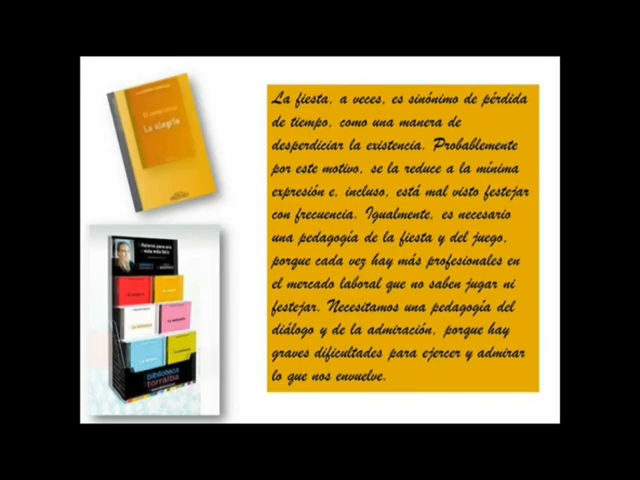 La alegría
biblioteca
torralba
La fiesta, a veces, es sinónimo de pérdida
de tiempo, como una manera de
desperdiciar la existencia. Probablemente
por este motivo, se la reduce a la mínima
expresión e, incluso, está mal visto festejar
con frecuencia. Igualmente, es necesario
una pedagogía de la fiesta y del juego,
porque cada vez hay más profesionales en
el mercado laboral que no saben jugar ni
festejar. Necesitamos una pedagogía del
diálogo y de la admiración, porque hay
graves dificultades para ejercer y admirar
lo que nos envuelve.